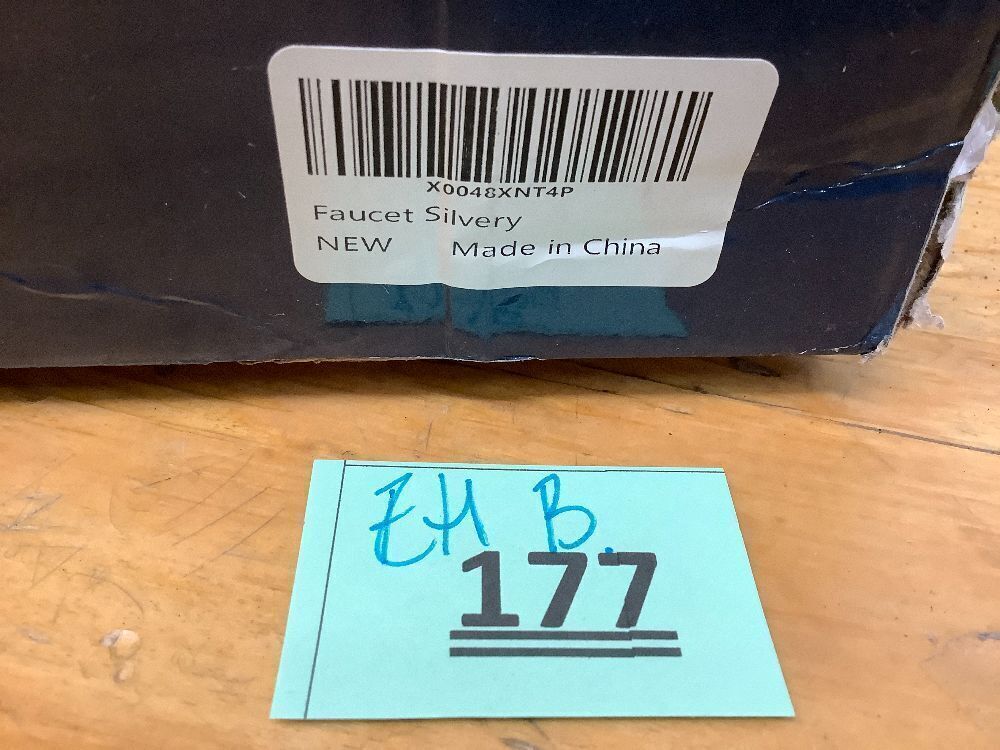 X0048XNT4P
Faucet Silvery
NEW Made in China
EH B.
177